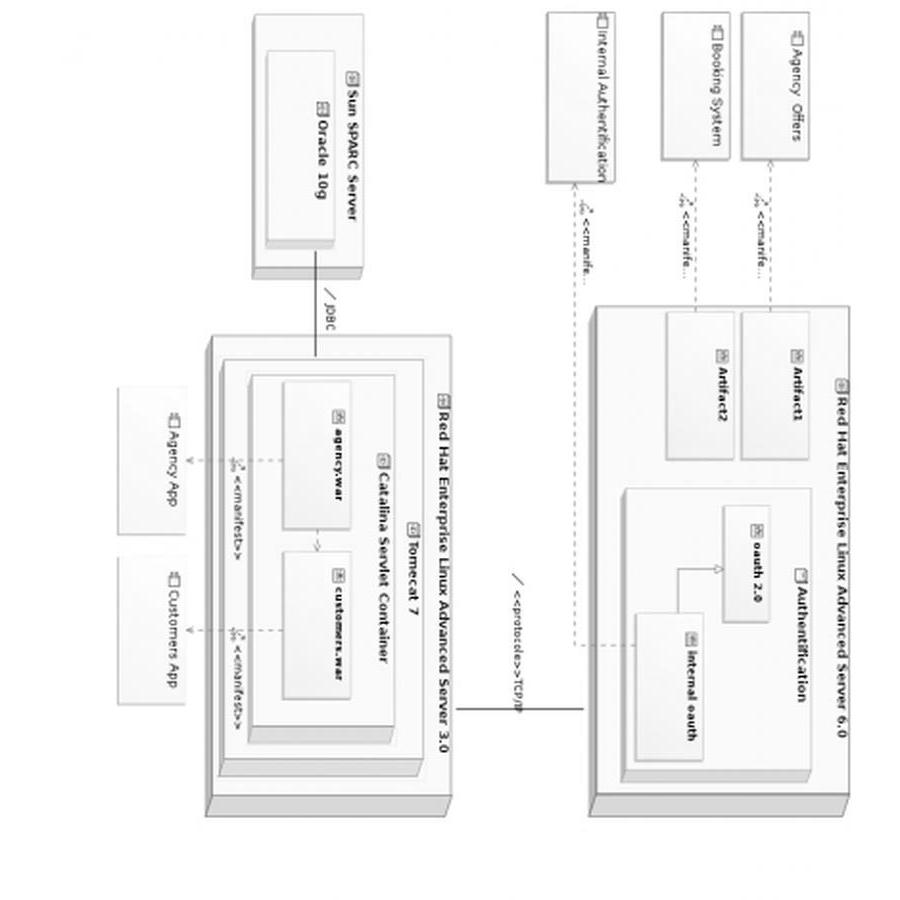 Agency Offers
<<manife...
Artifact1
Red Hat Enterprise Linux Advanced Server 6.0
Booking System
<<manife...
Artifact2
Authentification
oauth 2.0
internal oauth
Internal Authentification
<<manife...
<<protocole>>TCP/IP
Sun SPARC Server
Oracle 10g
JDBC
Red Hat Enterprise Linux Advanced Server 3.0
Tomecat 7
Catalina Servlet Container
agency.war
customers.war
<<manifest>>
<<manifest>>
Agency App
Customers App